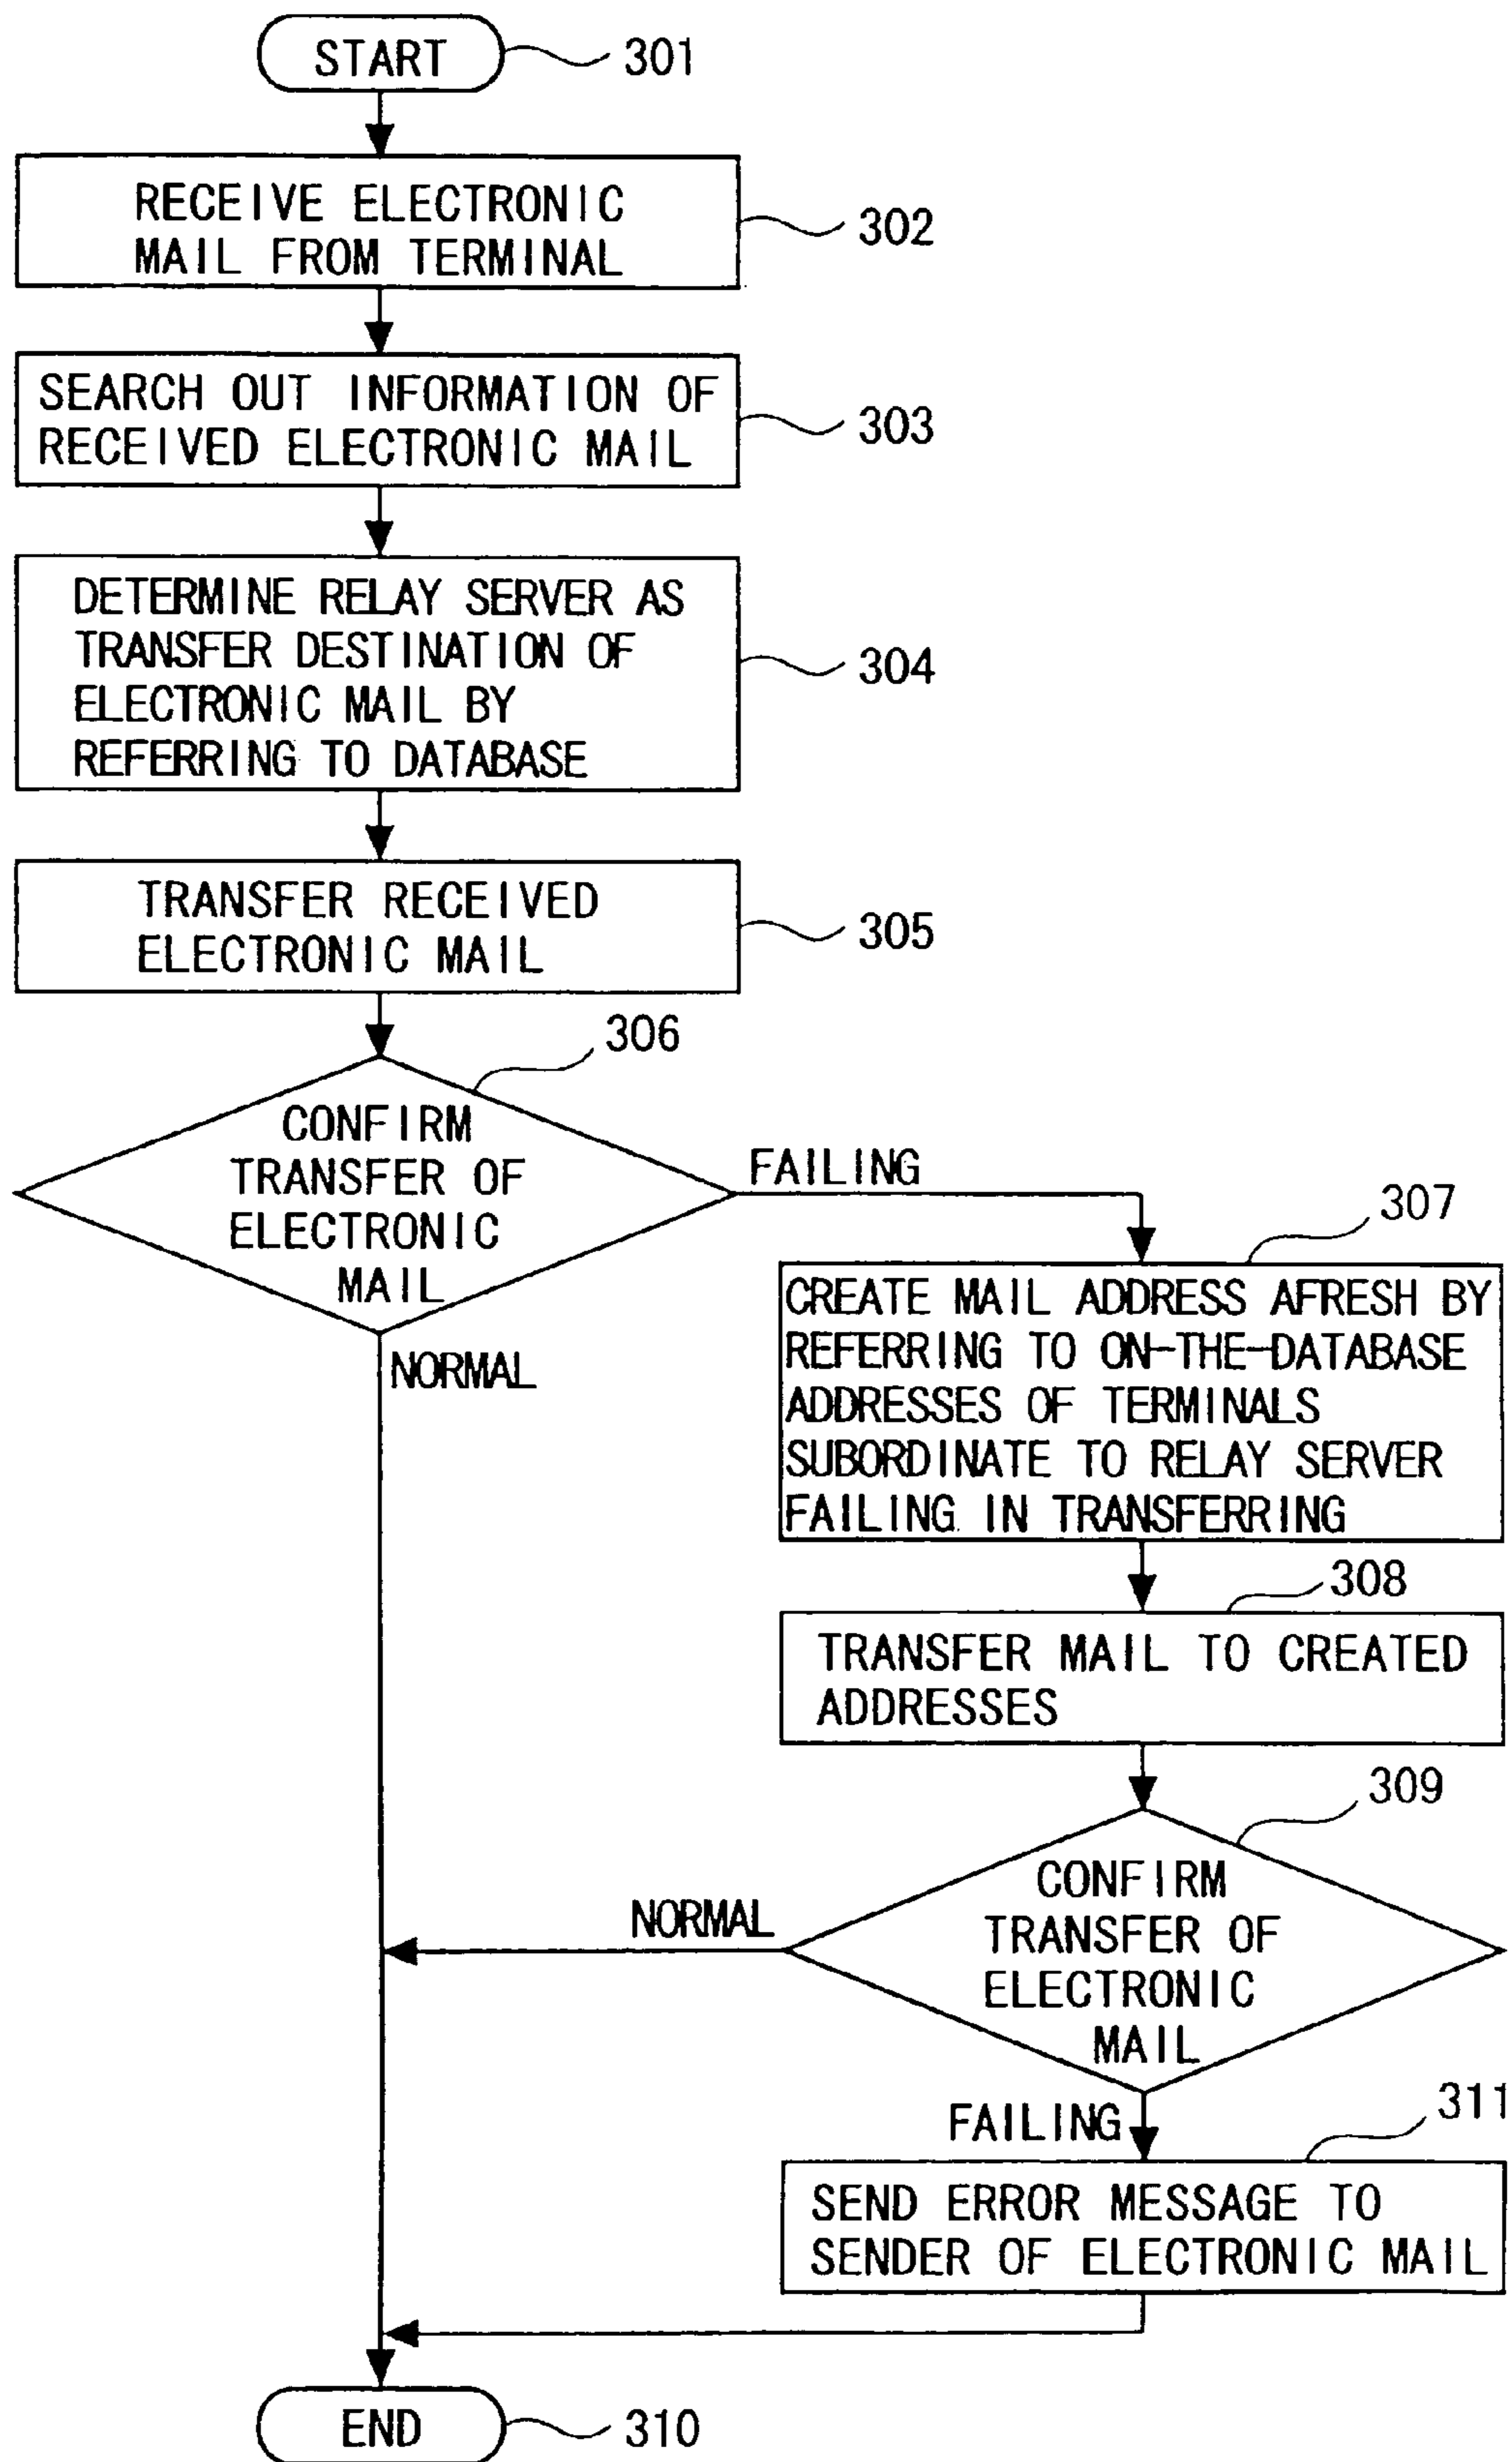 START
301
RECEIVE ELECTRONIC
MAIL FROM TERMINAL
302
SEARCH OUT INFORMATION OF
RECEIVED ELECTRONIC MAIL
303
DETERMINE RELAY SERVER AS
TRANSFER DESTINATION OF
ELECTRONIC MAIL BY
REFERRING TO DATABASE
304
TRANSFER RECEIVED
ELECTRONIC MAIL
305
306
CONFIRM
TRANSFER OF
ELECTRONIC
MAIL
FAILING
NORMAL
307
CREATE MAIL ADDRESS AFRESH BY
REFERRING TO ON-THE-DATABASE
ADDRESSES OF TERMINALS
SUBORDINATE TO RELAY SERVER
FAILING IN TRANSFERRING
308
TRANSFER MAIL TO CREATED
ADDRESSES
309
CONFIRM
TRANSFER OF
ELECTRONIC
MAIL
NORMAL
FAILING
311
SEND ERROR MESSAGE TO
SENDER OF ELECTRONIC MAIL
END
310